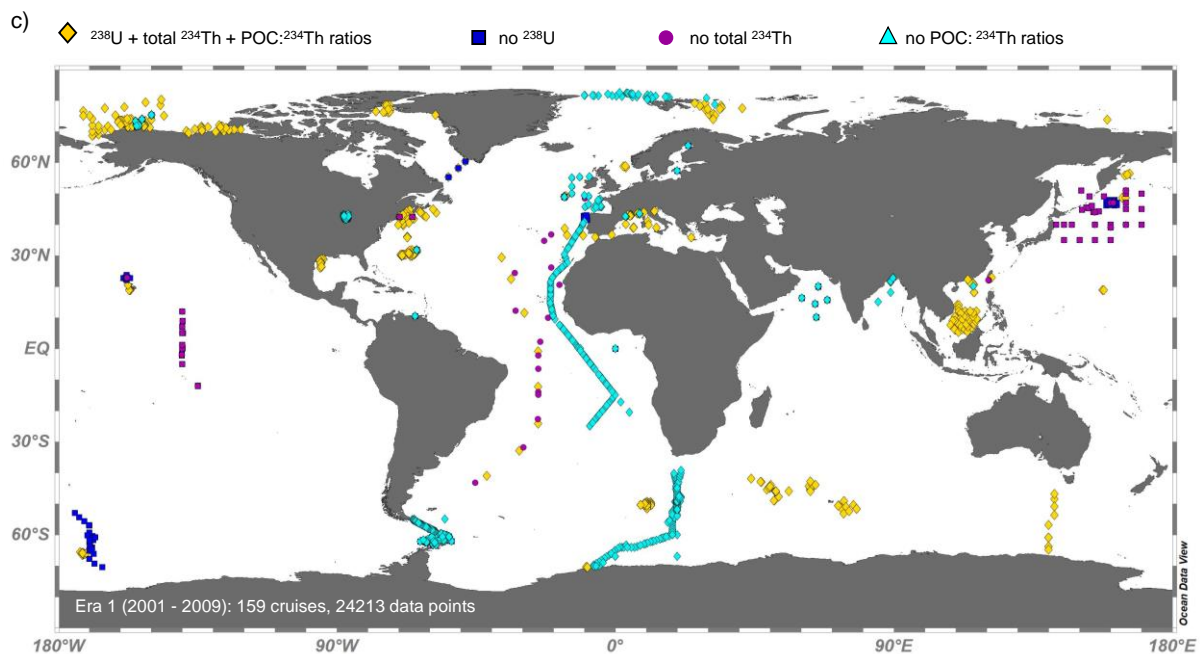 c)
²³⁸U + total ²³⁴Th + POC:²³⁴Th ratios
no ²³⁸U
no total ²³⁴Th
no POC: ²³⁴Th ratios
60°N
30°N
EQ
30°S
60°S
Era 1 (2001 - 2009): 159 cruises, 24213 data points
Ocean Data View
180°W
90°W
0°
90°E
180°E